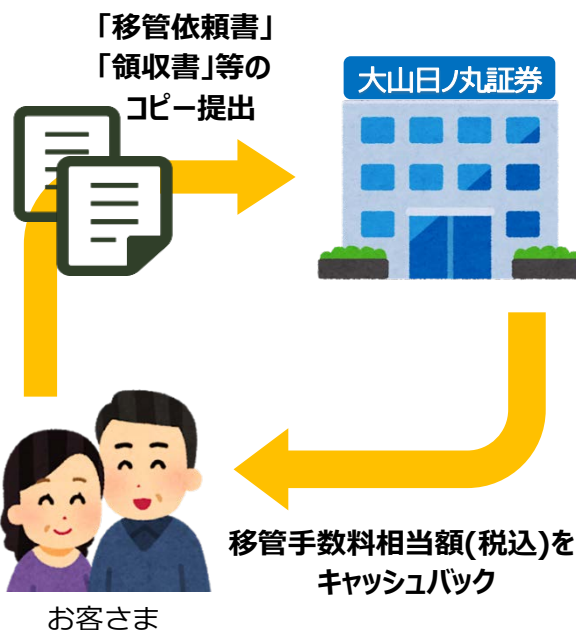 「移管依頼書」
「領収書」等の
コピー提出
大山日ノ丸証券
移管手数料相当額(税込)を
キャッシュバック
お客さま